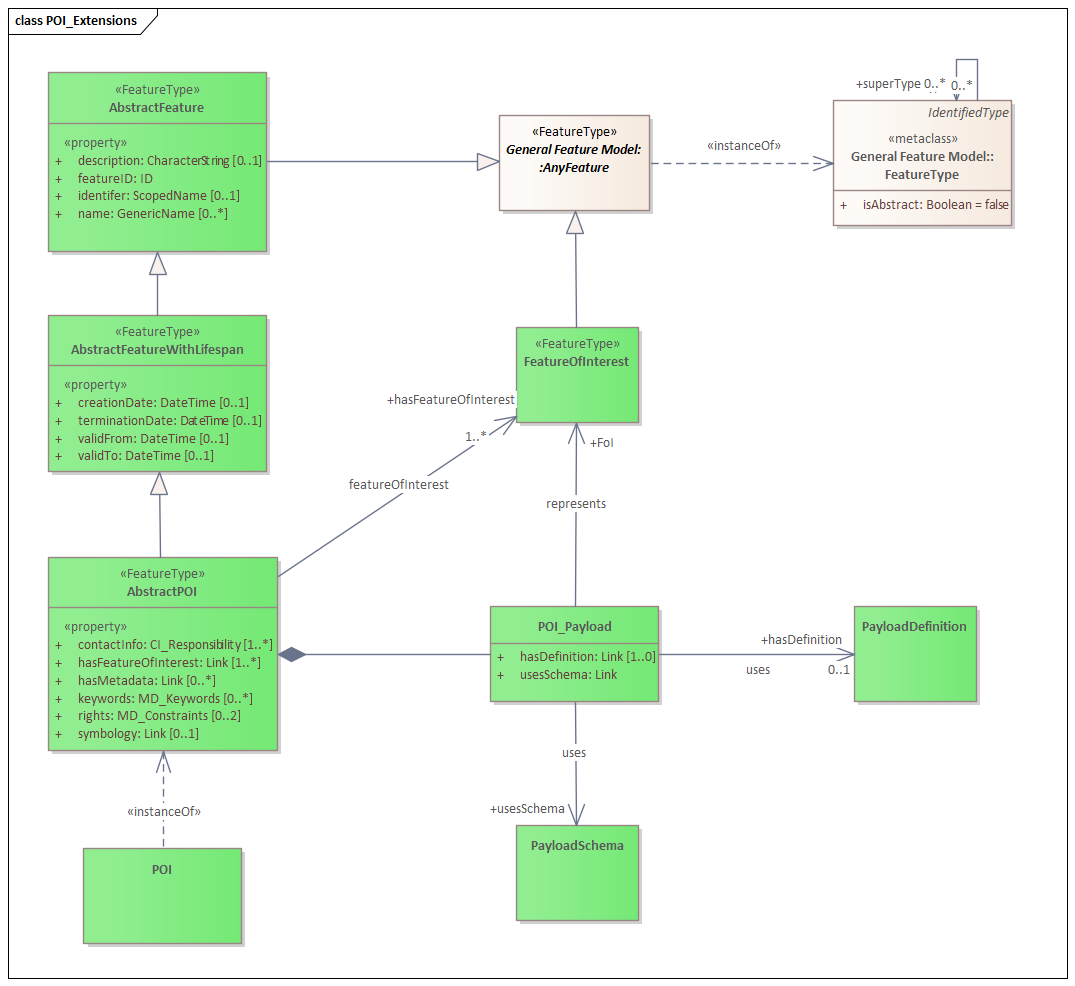 class POI_Extensions
«FeatureType»
AbstractFeature
«property»
+ description: CharacterString [0..1]
+ featureID: ID
+ identifer: ScopedName [0..1]
+ name: GenericName [0..*]
«FeatureType»
General Feature Model:
:AnyFeature
«instanceOf»
+superType 0..*
0..*
IdentifiedType
«metaclass»
General Feature Model::
FeatureType
+ isAbstract: Boolean = false
«FeatureType»
AbstractFeatureWithLifespan
«property»
+ creationDate: DateTime [0..1]
+ terminationDate: DateTime [0..1]
+ validFrom: DateTime [0..1]
+ validTo: DateTime [0..1]
«FeatureType»
FeatureOfInterest
+hasFeatureOfInterest
1..*
+FoI
featureOfInterest
represents
«FeatureType»
AbstractPOI
«property»
+ contactInfo: CI_Responsibility [1..*]
+ hasFeatureOfInterest: Link [1..*]
+ hasMetadata: Link [0..*]
+ keywords: MD_Keywords [0..*]
+ rights: MD_Constraints [0..2]
+ symbology: Link [0..1]
POI_Payload
+ hasDefinition: Link [1..0]
+ usesSchema: Link
+hasDefinition
uses
0..1
PayloadDefinition
uses
+usesSchema
PayloadSchema
«instanceOf»
POI